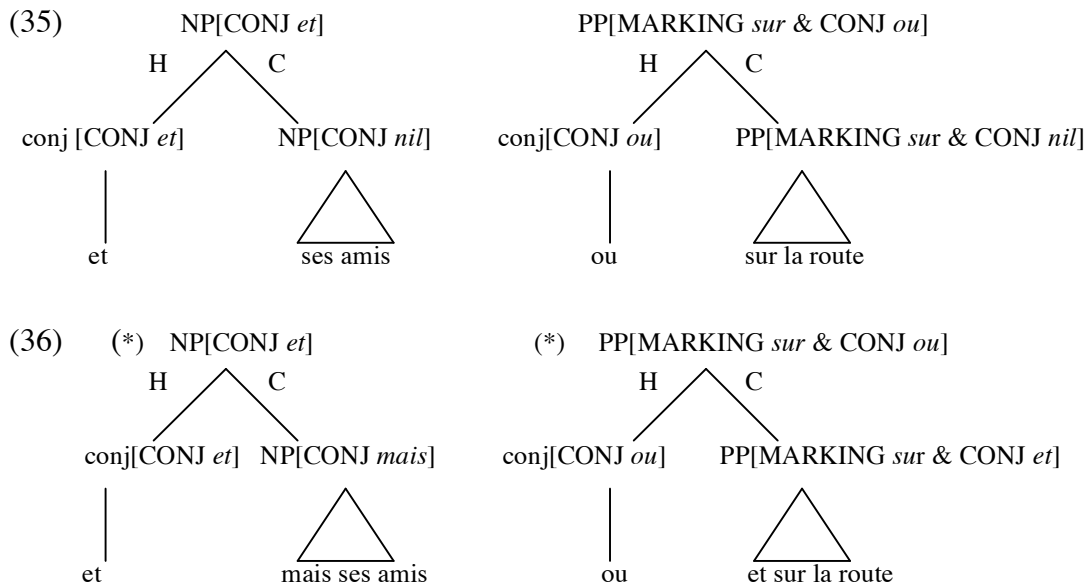 (35) NP[CONJ et] PP[MARKING sur & CONJ ou]
H C H C
conj [CONJ et] NP[CONJ nil] conj[CONJ ou] PP[MARKING sur & CONJ nil]
et ses amis ou sur la route
(36) (*) NP[CONJ et] (*) PP[MARKING sur & CONJ ou]
H C H C
conj[CONJ et] NP[CONJ mais] conj[CONJ ou] PP[MARKING sur & CONJ et]
et mais ses amis ou et sur la route